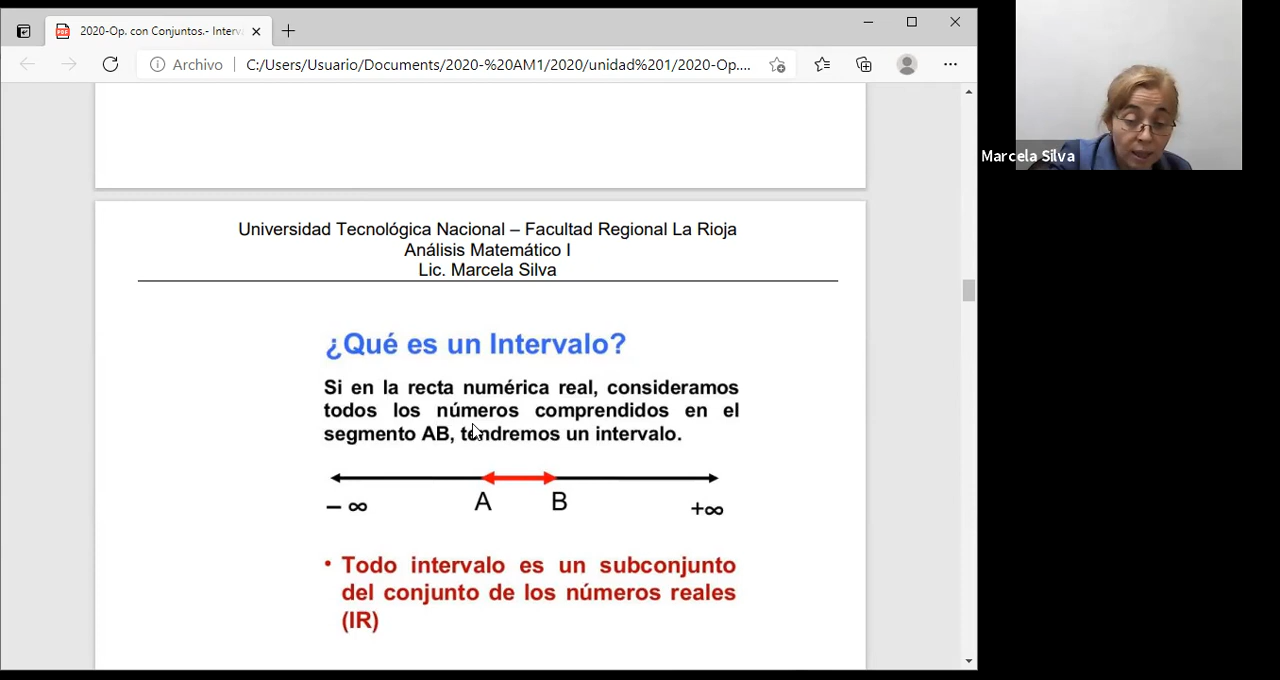 2020-Op. con Conjuntos.- Interv
Archivo
C:/Users/Usuario/Documents/2020-%20AM1/2020/unidad%201/2020-Op....
Marcela Silva
Universidad Tecnológica Nacional – Facultad Regional La Rioja
Análisis Matemático I
Lic. Marcela Silva
¿Qué es un Intervalo?
Si en la recta numérica real, consideramos
todos los números comprendidos en el
segmento AB, tendremos un intervalo.
A B
– ∞ +∞
• Todo intervalo es un subconjunto
del conjunto de los números reales
(IR)